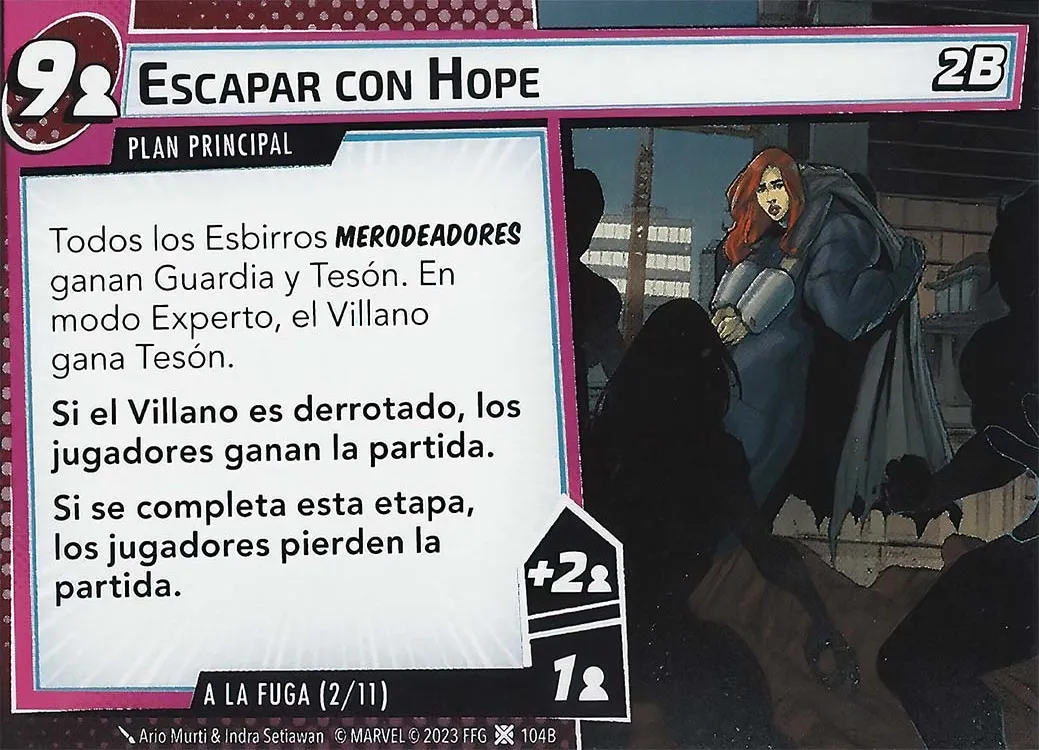 9
ESCAPAR CON HOPE
2B
PLAN PRINCIPAL
Todos los Esbirros MERODEADORES
ganan Guardia y Tesón. En
modo Experto, el Villano
gana Tesón.
Si el Villano es derrotado, los
jugadores ganan la partida.
Si se completa esta etapa,
los jugadores pierden la
partida.
+2
1
A LA FUGA (2/11)
Ario Murti & Indra Setiawan © MARVEL © 2023 FFG 104B